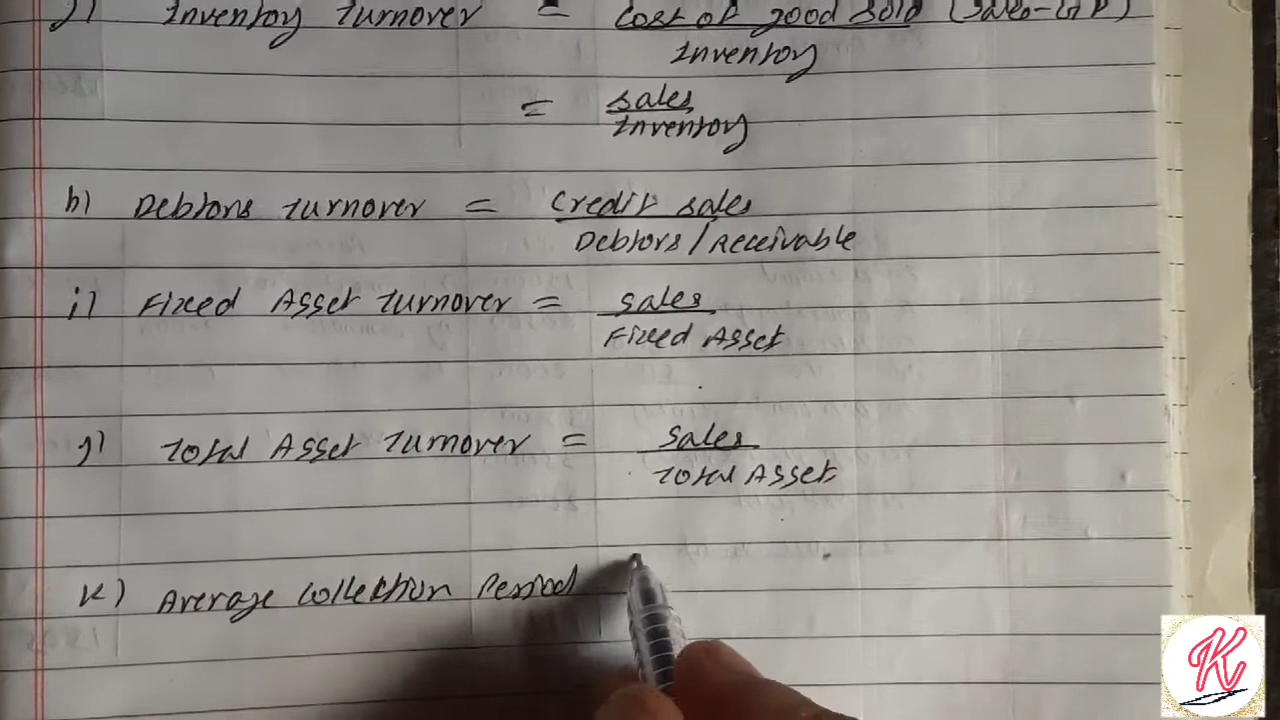 g) Inventory Turnover = Cost of good sold (Sales-GP)
Inventory
= Sales
Inventory
h) Debtors Turnover = Credit sales
Debtors/Receivable
i) Fixed Asset Turnover = Sales
Fixed Asset
j) Total Asset Turnover = Sales
Total Asset
K) Average Collection Period
K